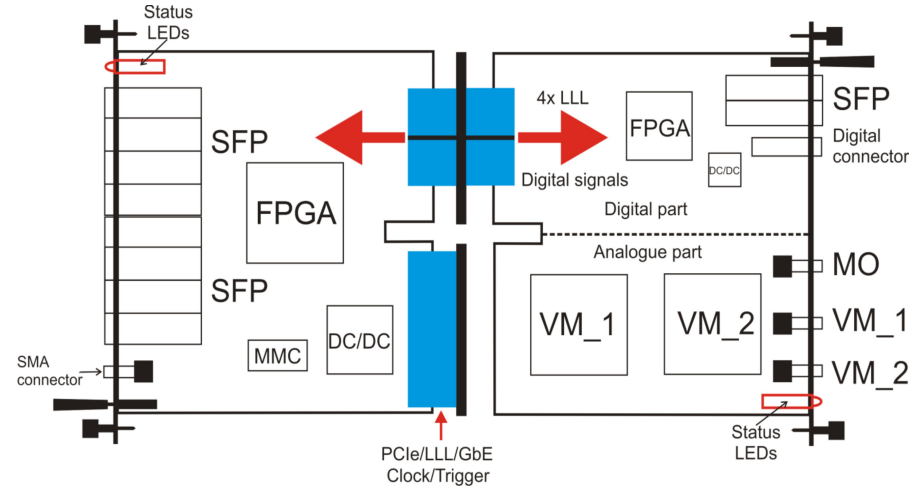 Status
LEDs
SFP
FPGA
SFP
MMC
DC/DC
SMA
connector
PCIe/LLL/GbE
Clock/Trigger
4x LLL
Digital signals
FPGA
DC/DC
SFP
Digital
connector
Digital part
Analogue part
VM_1
VM_2
MO
VM_1
VM_2
Status
LEDs